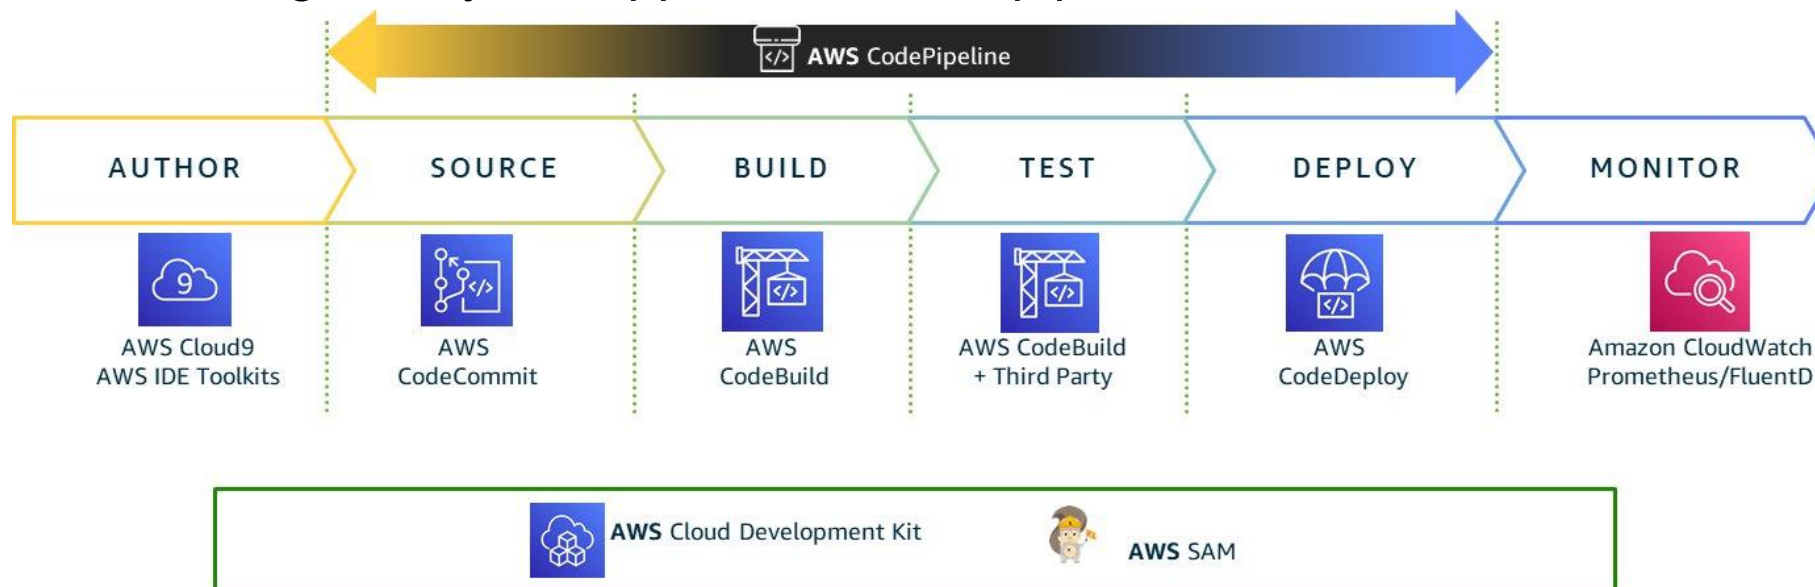 AWS CodePipeline
AUTHOR
SOURCE
BUILD
TEST
DEPLOY
MONITOR
9
AWS Cloud9
AWS IDE Toolkits
</>
AWS
CodeCommit
</>
AWS
CodeBuild
</>
AWS CodeBuild
+ Third Party
</>
AWS
CodeDeploy
Amazon CloudWatch
Prometheus/FluentD
AWS Cloud Development Kit
AWS SAM